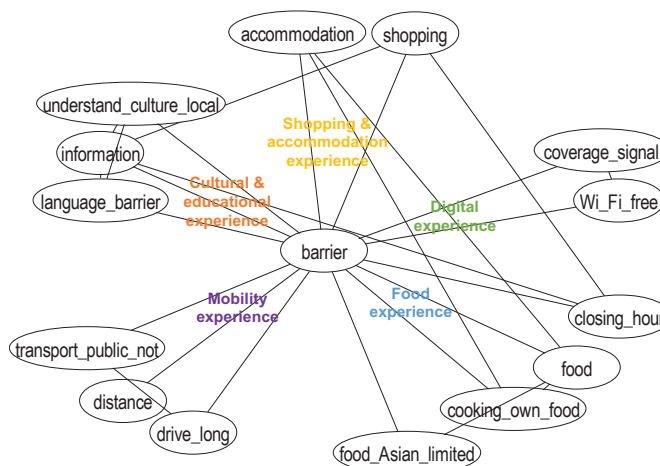 accommodation
shopping
understand_culture_local
Shopping &
accommodation
experience
information
coverage_signal
Cultural &
educational
experience
language_barrier
Wi_Fi_free
Digital
experience
barrier
Mobility
experience
Food
experience
closing_hour
transport_public_not
food
distance
cooking_own_food
drive_long
food_Asian_limited